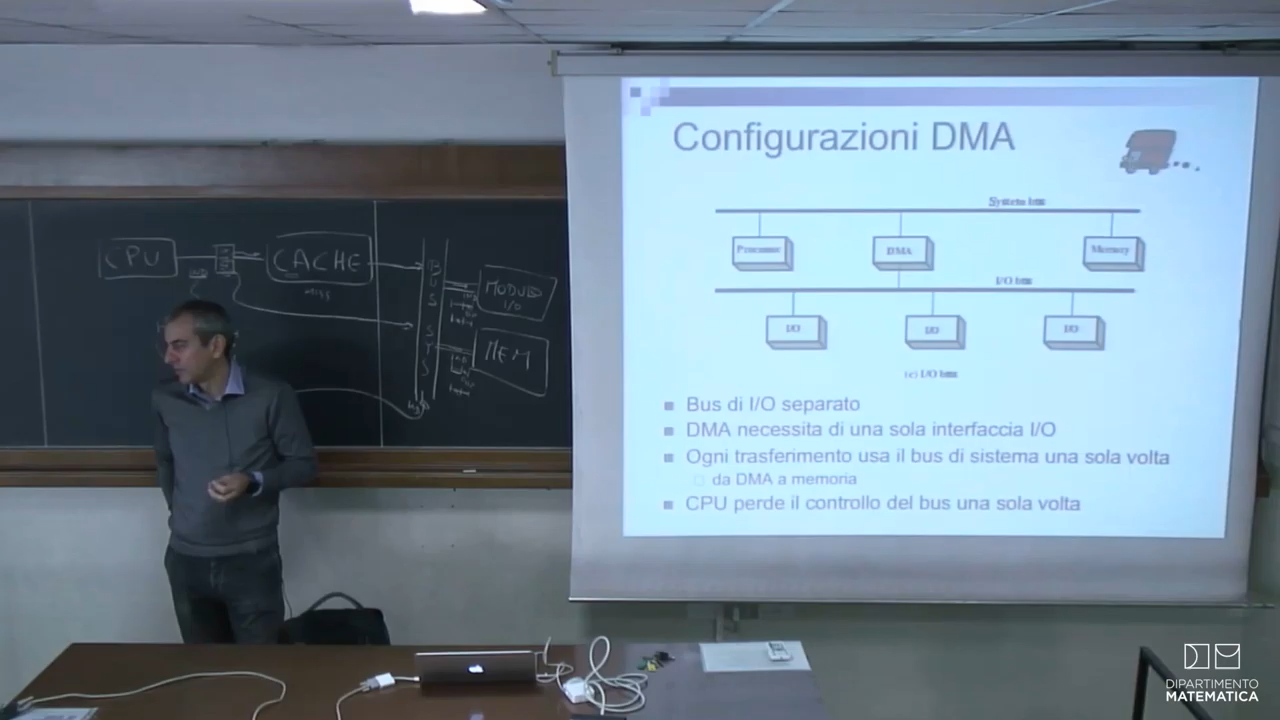 Configurazioni DMA
System bus
Processor
DMA
Memory
I/O bus
I/O
I/O
I/O
(c) I/O bus
Bus di I/O separato
DMA necessita di una sola interfaccia I/O
Ogni trasferimento usa il bus di sistema una sola volta
da DMA a memoria
CPU perde il controllo del bus una sola volta
CPU
CACHE
BUS
SIS
MODULO
I/O
MEM
DIPARTIMENTO
MATEMATICA